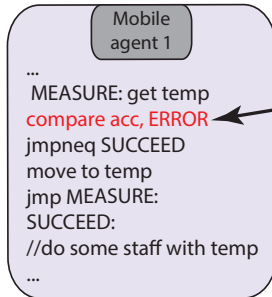 Mobile
agent 1
...
MEASURE: get temp
compare acc, ERROR
jmpneq SUCCEED
move to temp
jmp MEASURE:
SUCCEED:
//do some staff with temp
...